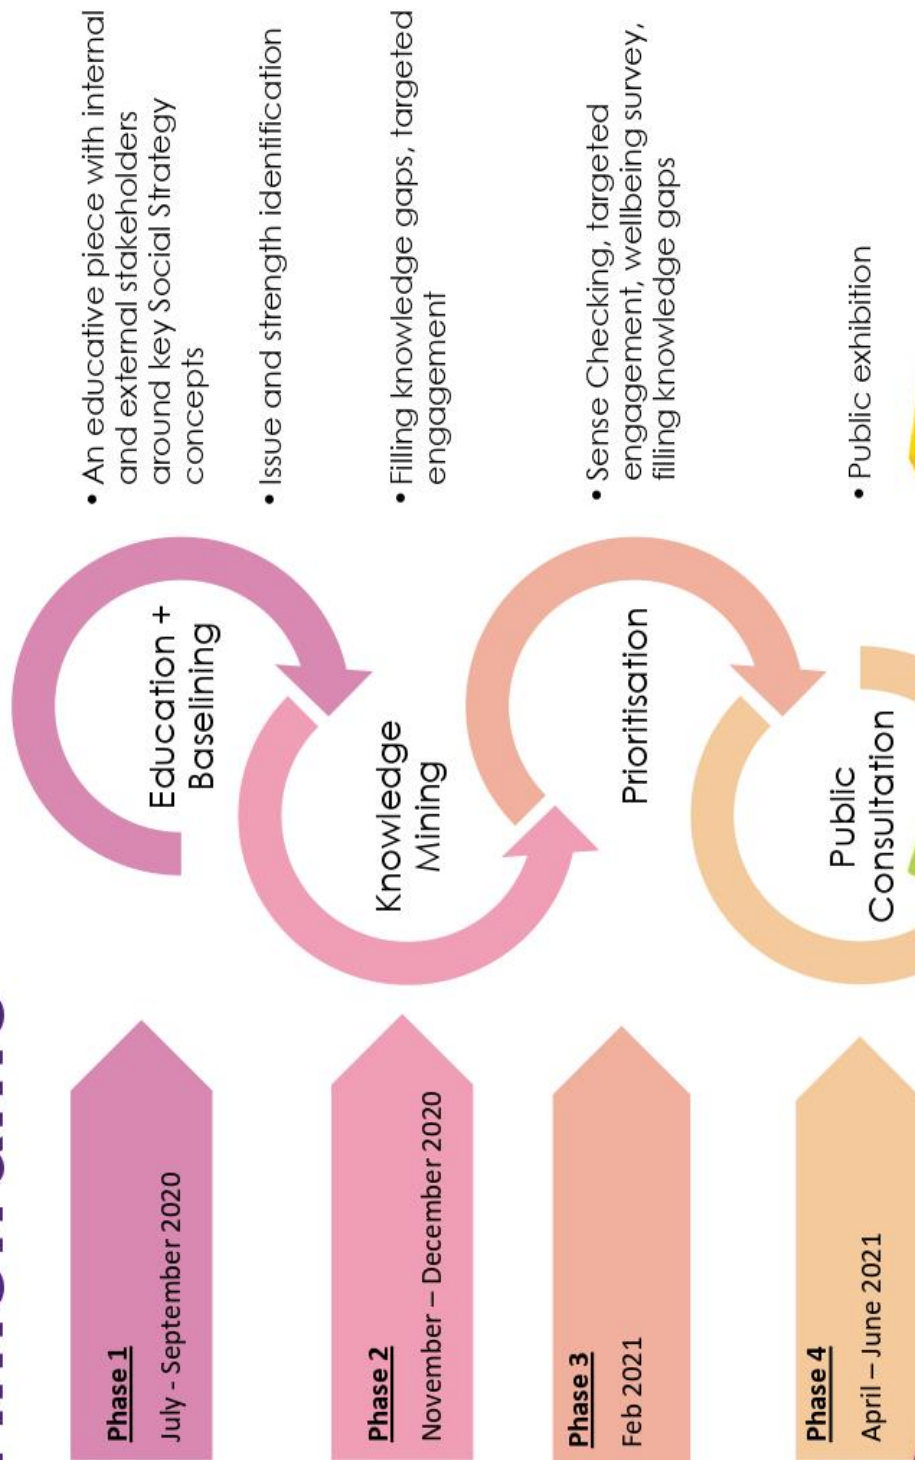 Phase 1
July - September 2020
Education +
Baselining
• An educative piece with internal
and external stakeholders
around key Social Strategy
concepts
• Issue and strength identification
Phase 2
November – December 2020
Knowledge
Mining
• Filling knowledge gaps, targeted
engagement
Phase 3
Feb 2021
Prioritisation
• Sense Checking, targeted
engagement, wellbeing survey,
filling knowledge gaps
Phase 4
April – June 2021
Public
Consultation
• Public exhibition